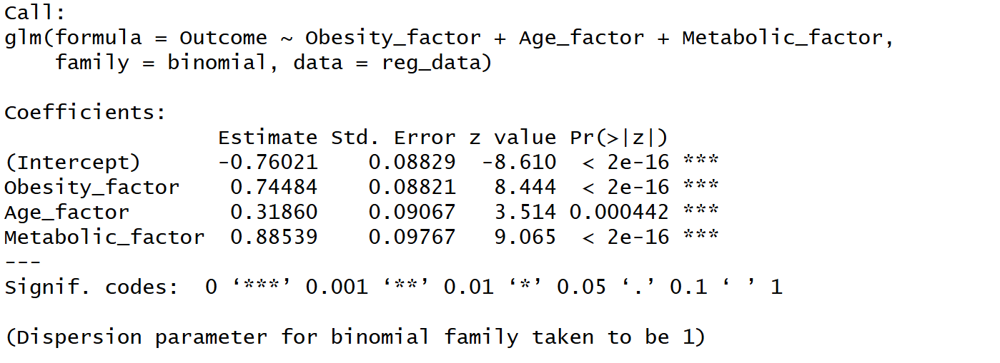 Call:
glm(formula = Outcome ~ Obesity_factor + Age_factor + Metabolic_factor,
    family = binomial, data = reg_data)

Coefficients:
                 Estimate Std. Error z value Pr(>|z|)
(Intercept)      -0.76021    0.08829  -8.610  < 2e-16 ***
Obesity_factor    0.74484    0.08821   8.444  < 2e-16 ***
Age_factor        0.31860    0.09067   3.514 0.000442 ***
Metabolic_factor  0.88539    0.09767   9.065  < 2e-16 ***
---
Signif. codes:  0 ‘***’ 0.001 ‘**’ 0.01 ‘*’ 0.05 ‘.’ 0.1 ‘ ’ 1

(Dispersion parameter for binomial family taken to be 1)